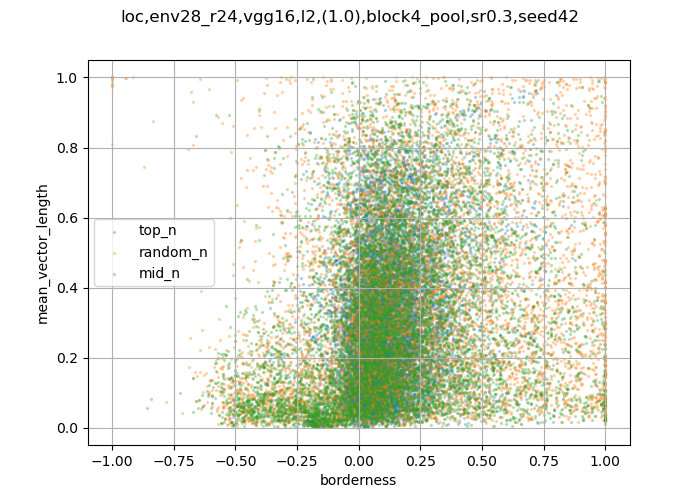 loc,env28_r24,vgg16,l2,(1.0),block4_pool,sr0.3,seed42
1.0
0.8
0.6
0.4
0.2
0.0
mean_vector_length
top_n
random_n
mid_n
−1.00 −0.75 −0.50 −0.25 0.00 0.25 0.50 0.75 1.00
borderness